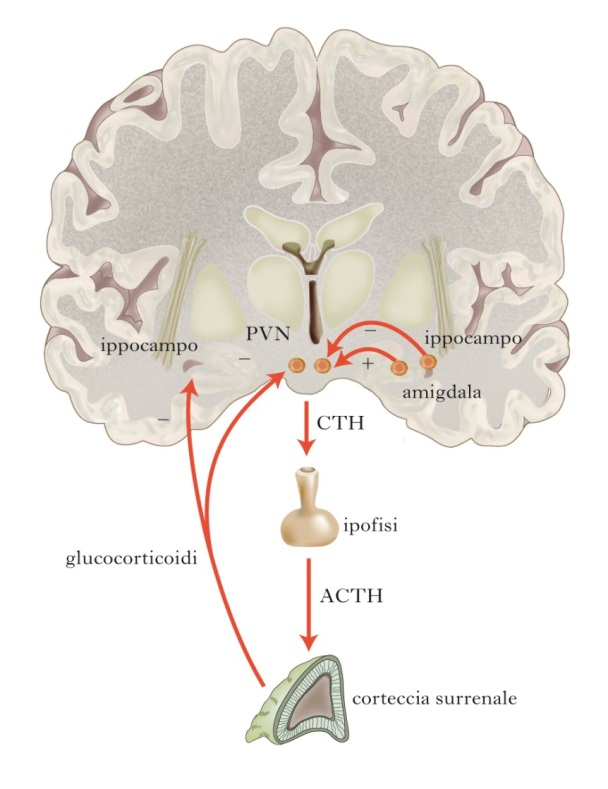 PVN
–
ippocampo
ippocampo
–
+
amigdala
–
CTH
ipofisi
glucocorticoidi
ACTH
corteccia surrenale